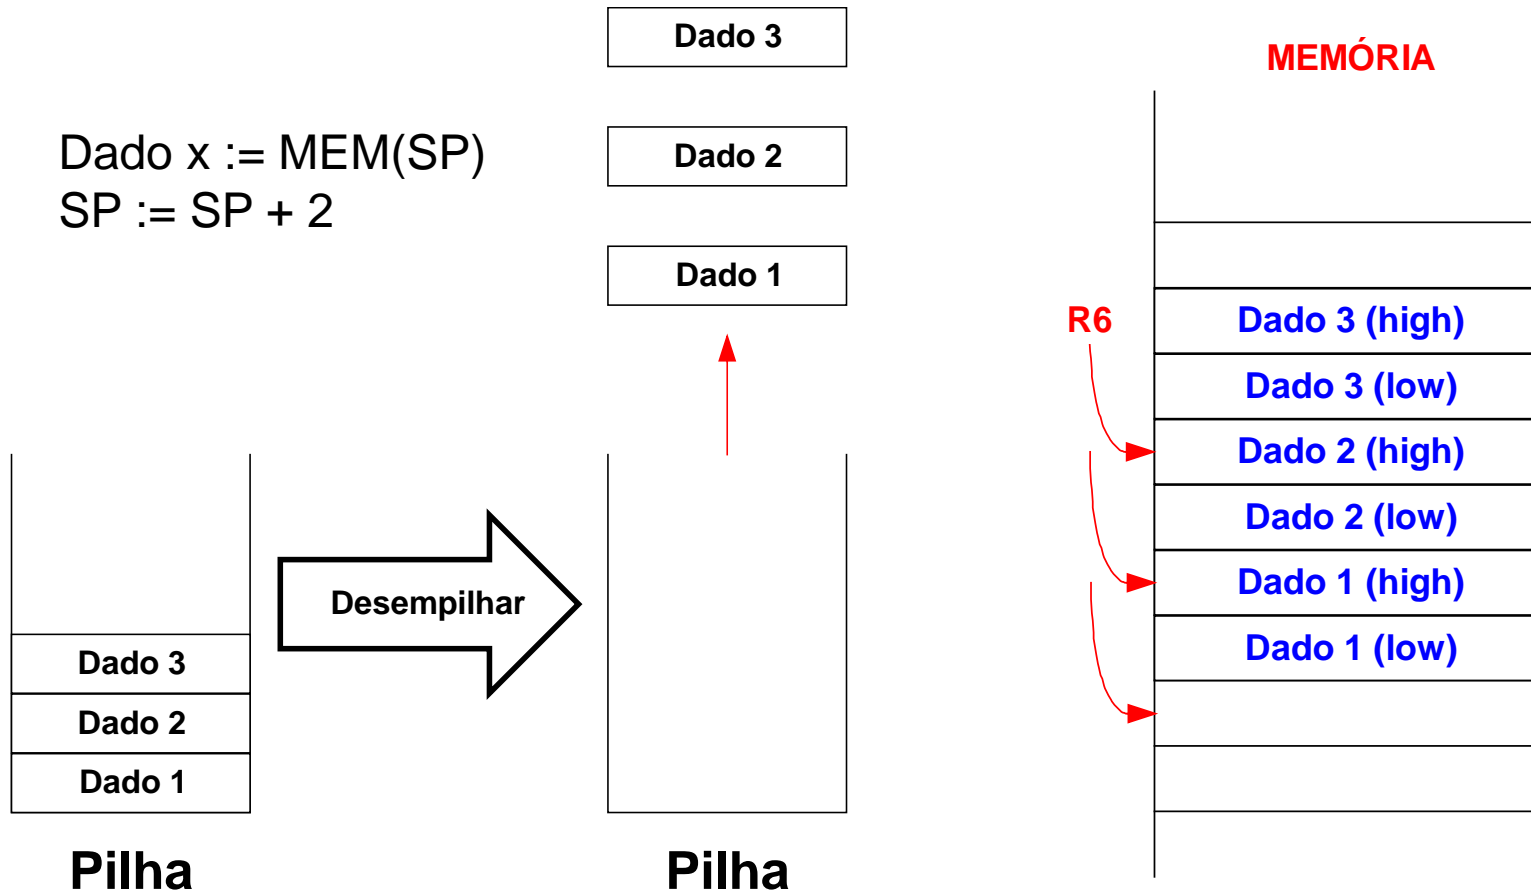 Dado x := MEM(SP)
SP := SP + 2
Dado 3
Dado 2
Dado 1
Pilha
Desempilhar
Dado 3
Dado 2
Dado 1
Pilha
MEMÓRIA
R6
Dado 3 (high)
Dado 3 (low)
Dado 2 (high)
Dado 2 (low)
Dado 1 (high)
Dado 1 (low)